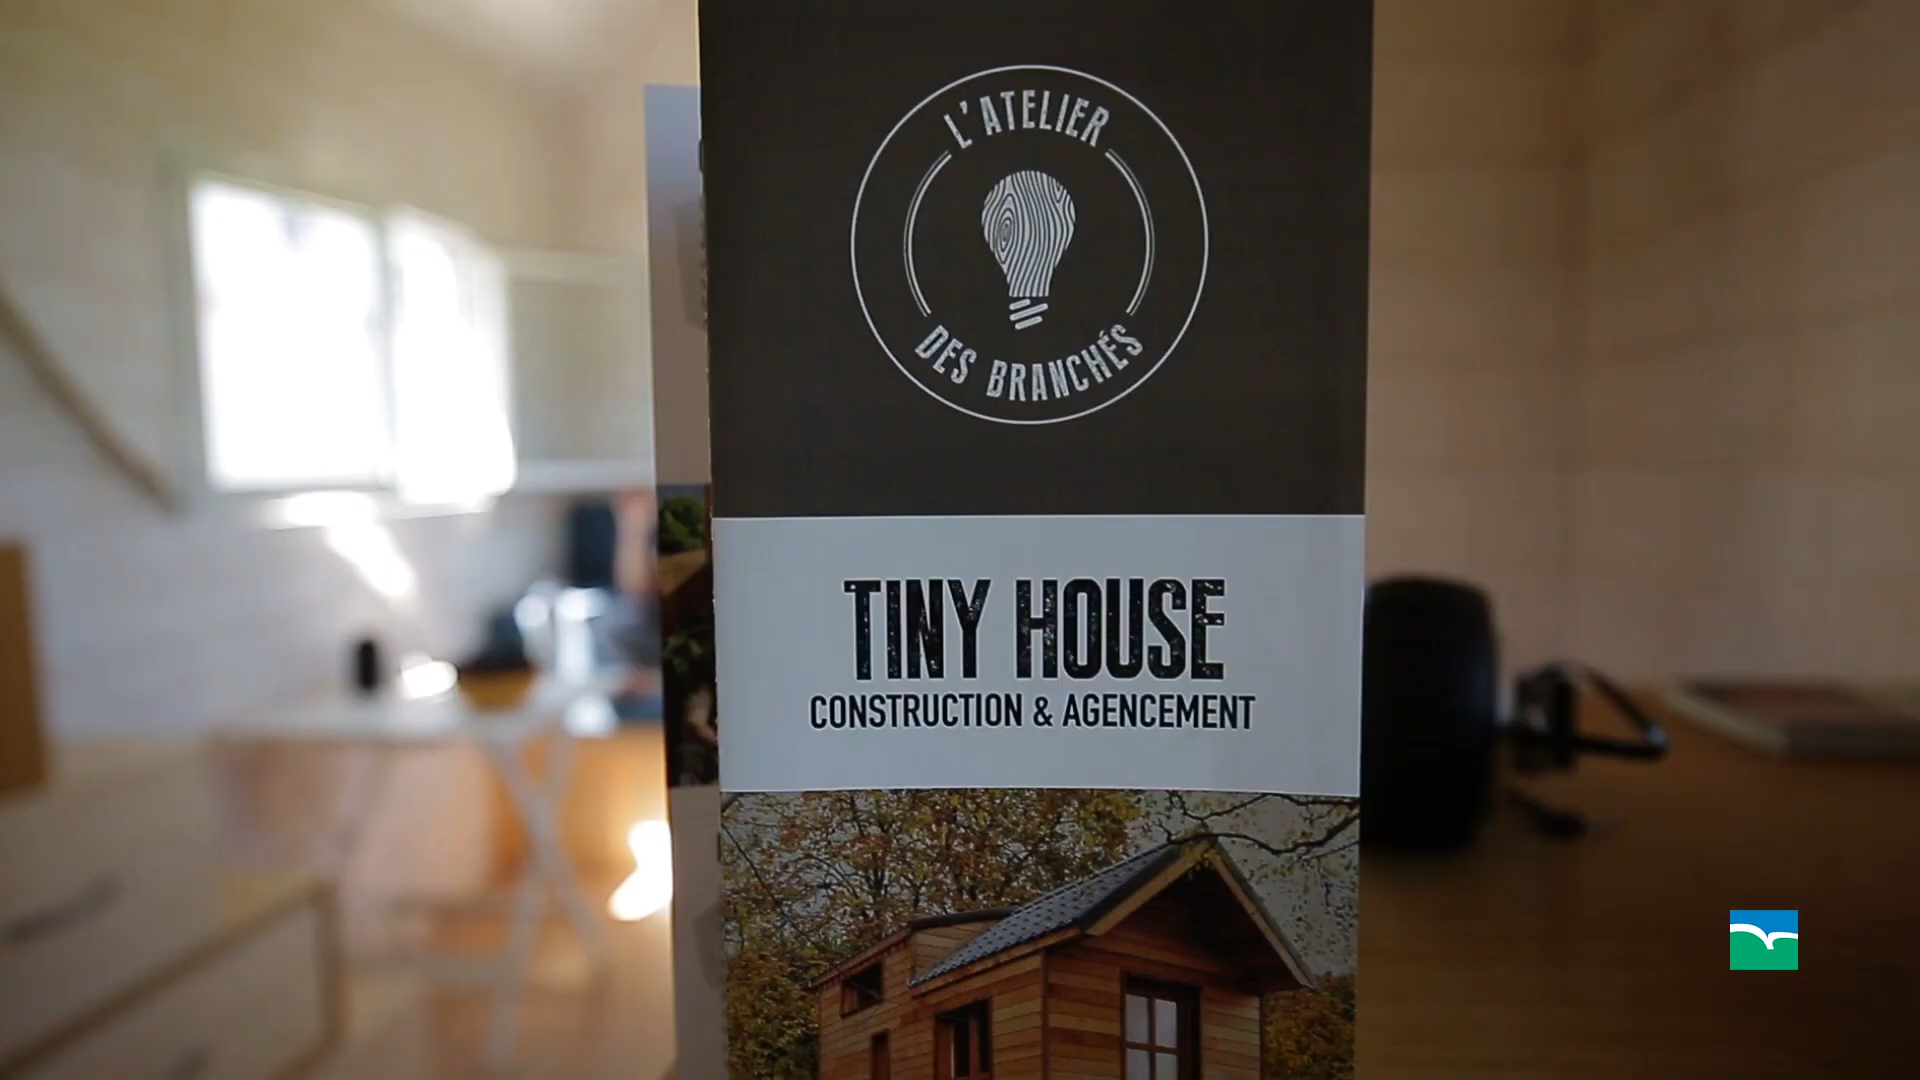 L'ATELIER
DES BRANCHÉS
TINY HOUSE
CONSTRUCTION & AGENCEMENT